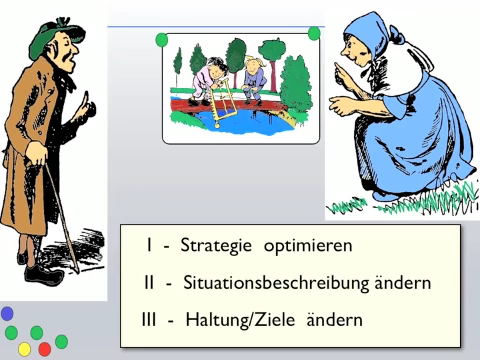 I - Strategie optimieren
II - Situationsbeschreibung ändern
III - Haltung/Ziele ändern